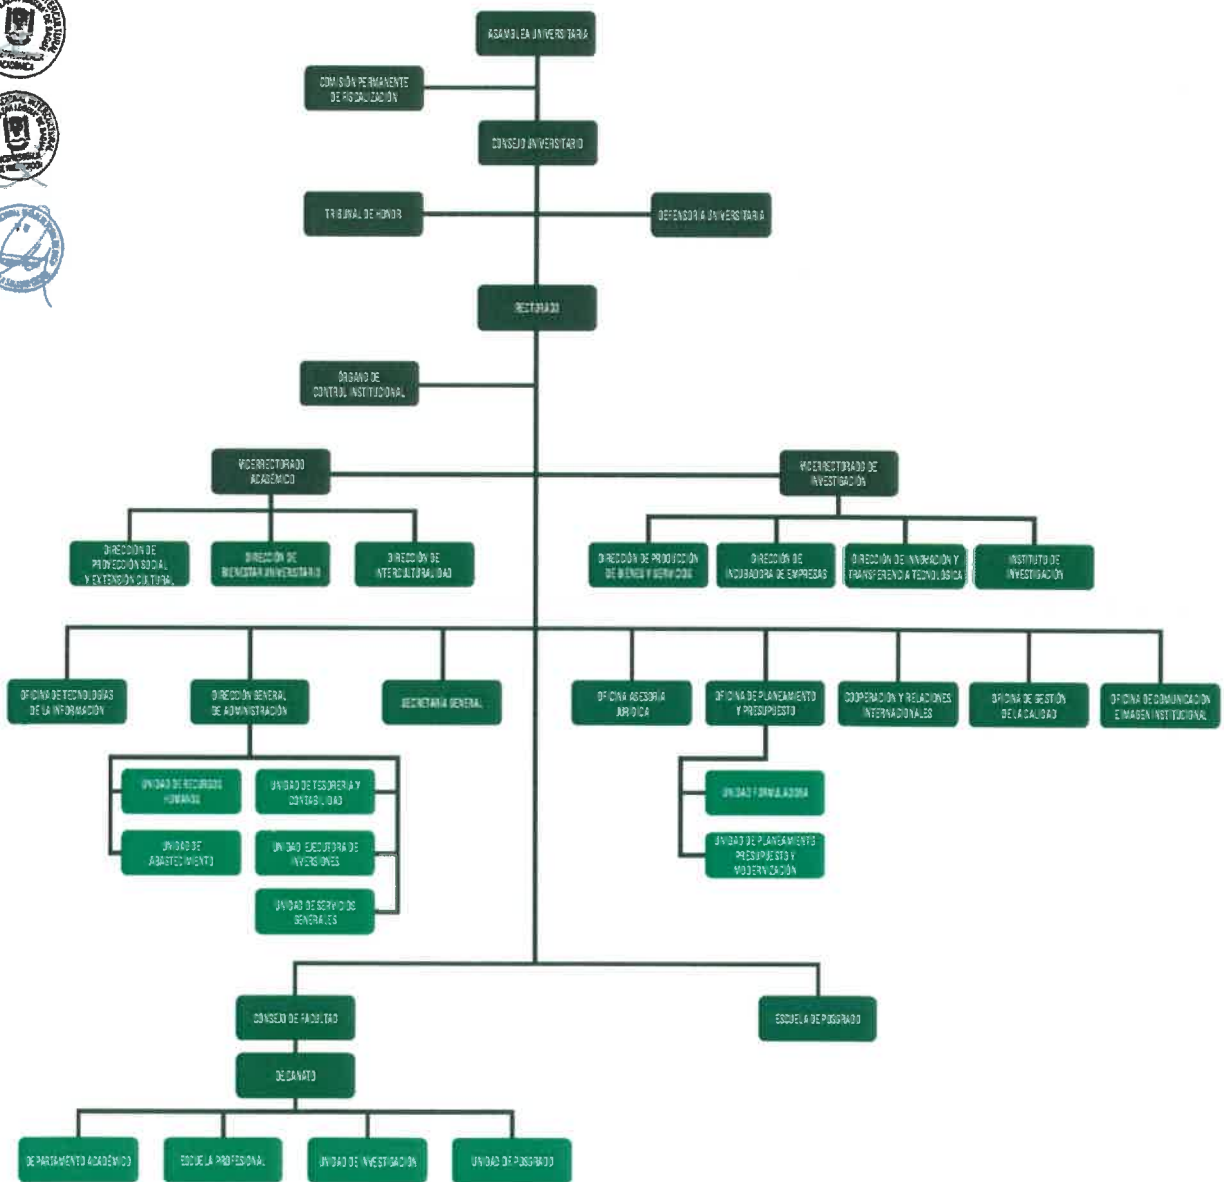 ASAMBLEA UNIVERSITARIA
COMISIÓN PERMANENTE
DE FISCALIZACIÓN
CONSEJO UNIVERSITARIO
TRIBUNAL DE HONOR
DEFENSORÍA UNIVERSITARIA
RECTORADO
ÓRGANO DE
CONTROL INSTITUCIONAL
VICERRECTORADO
ACADÉMICO
VICERRECTORADO DE
INVESTIGACIÓN
DIRECCIÓN DE
PROYECCIÓN SOCIAL
Y EXTENSIÓN CULTURAL
DIRECCIÓN DE
BIENESTAR UNIVERSITARIO
DIRECCIÓN DE
INTERCULTURALIDAD
DIRECCIÓN DE PRODUCCIÓN
DE BIENES Y SERVICIOS
DIRECCIÓN DE
INCUBADORA DE EMPRESAS
DIRECCIÓN DE INNOVACIÓN Y
TRANSFERENCIA TECNOLÓGICA
INSTITUTO DE
INVESTIGACIÓN
OFICINA DE TECNOLOGÍAS
DE LA INFORMACIÓN
DIRECCIÓN GENERAL
DE ADMINISTRACIÓN
SECRETARIA GENERAL
OFICINA ASESORÍA
JURIDICA
OFICINA DE PLANEAMIENTO
Y PRESUPUESTO
COOPERACIÓN Y RELACIONES
INTERNACIONALES
OFICINA DE GESTIÓN
DE LA CALIDAD
OFICINA DE COMUNICACIÓN
E IMAGEN INSTITUCIONAL
UNIDAD DE RECURSOS
HUMANOS
UNIDAD DE TESORERÍA Y
CONTABILIDAD
UNIDAD FORMULADORA
UNIDAD DE
ABASTECIMIENTO
UNIDAD EJECUTORA DE
INVERSIONES
UNIDAD DE PLANEAMIENTO
PRESUPUESTO Y
MODERNIZACIÓN
UNIDAD DE SERVICIOS
GENERALES
CONSEJO DE FACULTAD
ESCUELA DE POSGRADO
DECANATO
DEPARTAMENTO ACADÉMICO
ESCUELA PROFESIONAL
UNIDAD DE INVESTIGACIÓN
UNIDAD DE POSGRADO